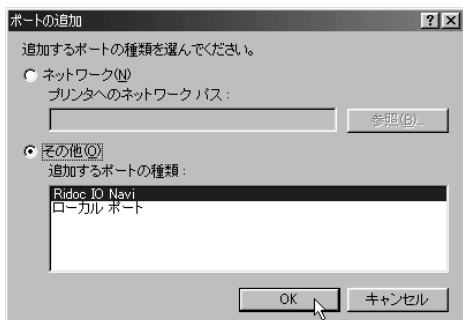 ポートの追加
追加するポートの種類を選んでください。
ネットワーク(N)
プリンタへのネットワーク パス:
参照(B)...
その他(O)
追加するポートの種類:
Ridoc IO Navi
ローカル ポート
OK
キャンセル